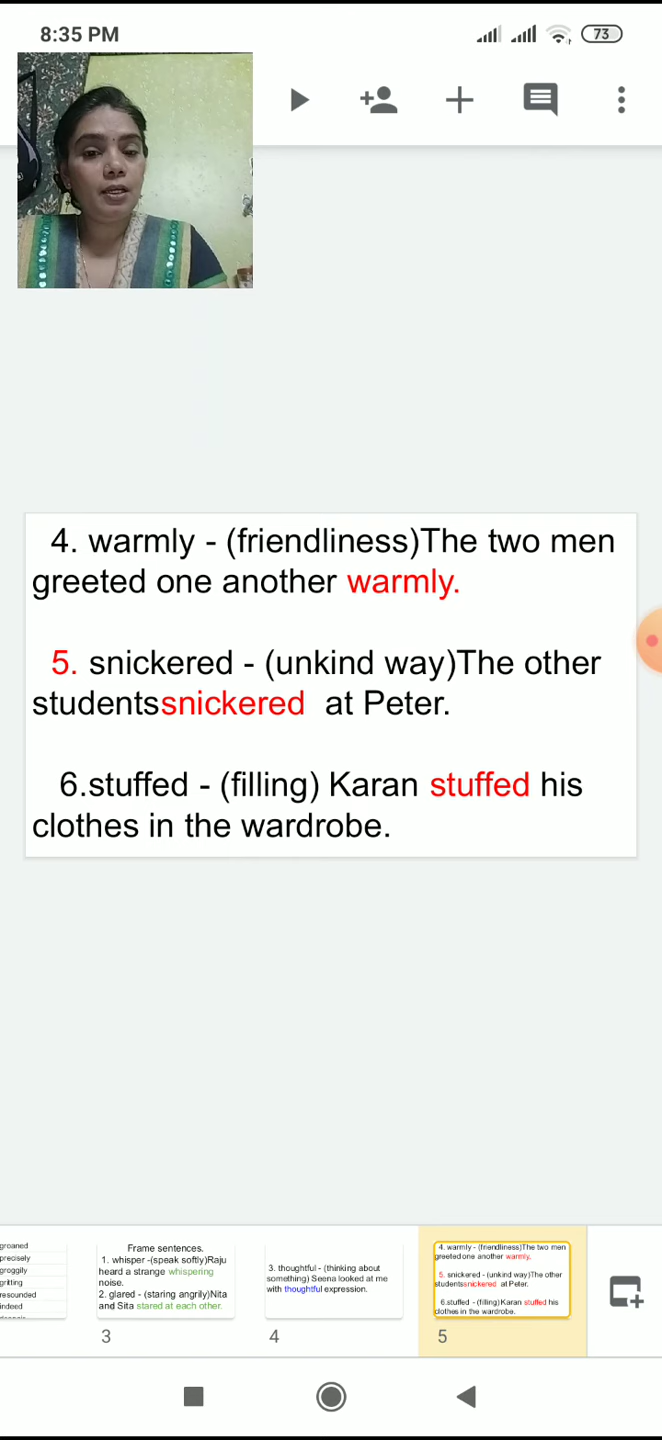 8:35 PM
73
4. warmly - (friendliness)The two men
greeted one another warmly.
5. snickered - (unkind way)The other
studentssnickered at Peter.
6.stuffed - (filling) Karan stuffed his
clothes in the wardrobe.
groaned
precisely
groggily
gritting
resounded
indeed
Frame sentences.
1. whisper -(speak softly)Raju
heard a strange whispering
noise.
2. glared - (staring angrily)Nita
and Sita stared at each other.
3
3. thoughtful - (thinking about
something) Seena looked at me
with thoughtful expression.
4
4. warmly - (friendliness)The two men
greeted one another warmly.
5. snickered - (unkind way)The other
studentssnickered at Peter.
6.stuffed - (filling) Karan stuffed his
clothes in the wardrobe.
5